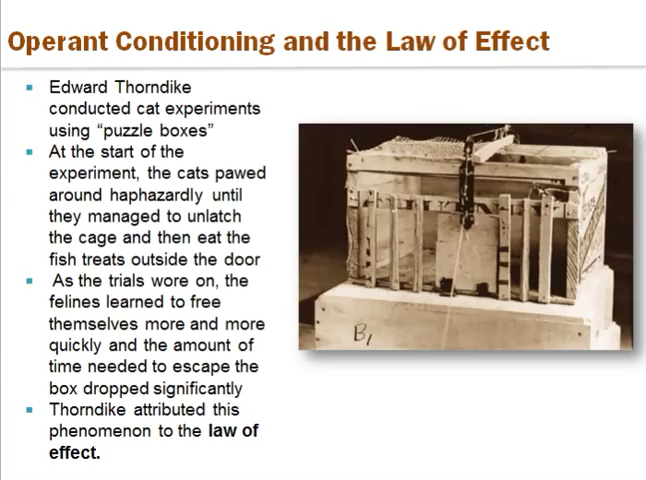 Operant Conditioning and the Law of Effect
▪ Edward Thorndike
conducted cat experiments
using “puzzle boxes”
▪ At the start of the
experiment, the cats pawed
around haphazardly until
they managed to unlatch
the cage and then eat the
fish treats outside the door
▪ As the trials wore on, the
felines learned to free
themselves more and more
quickly and the amount of
time needed to escape the
box dropped significantly
▪ Thorndike attributed this
phenomenon to the law of
effect.
B₁